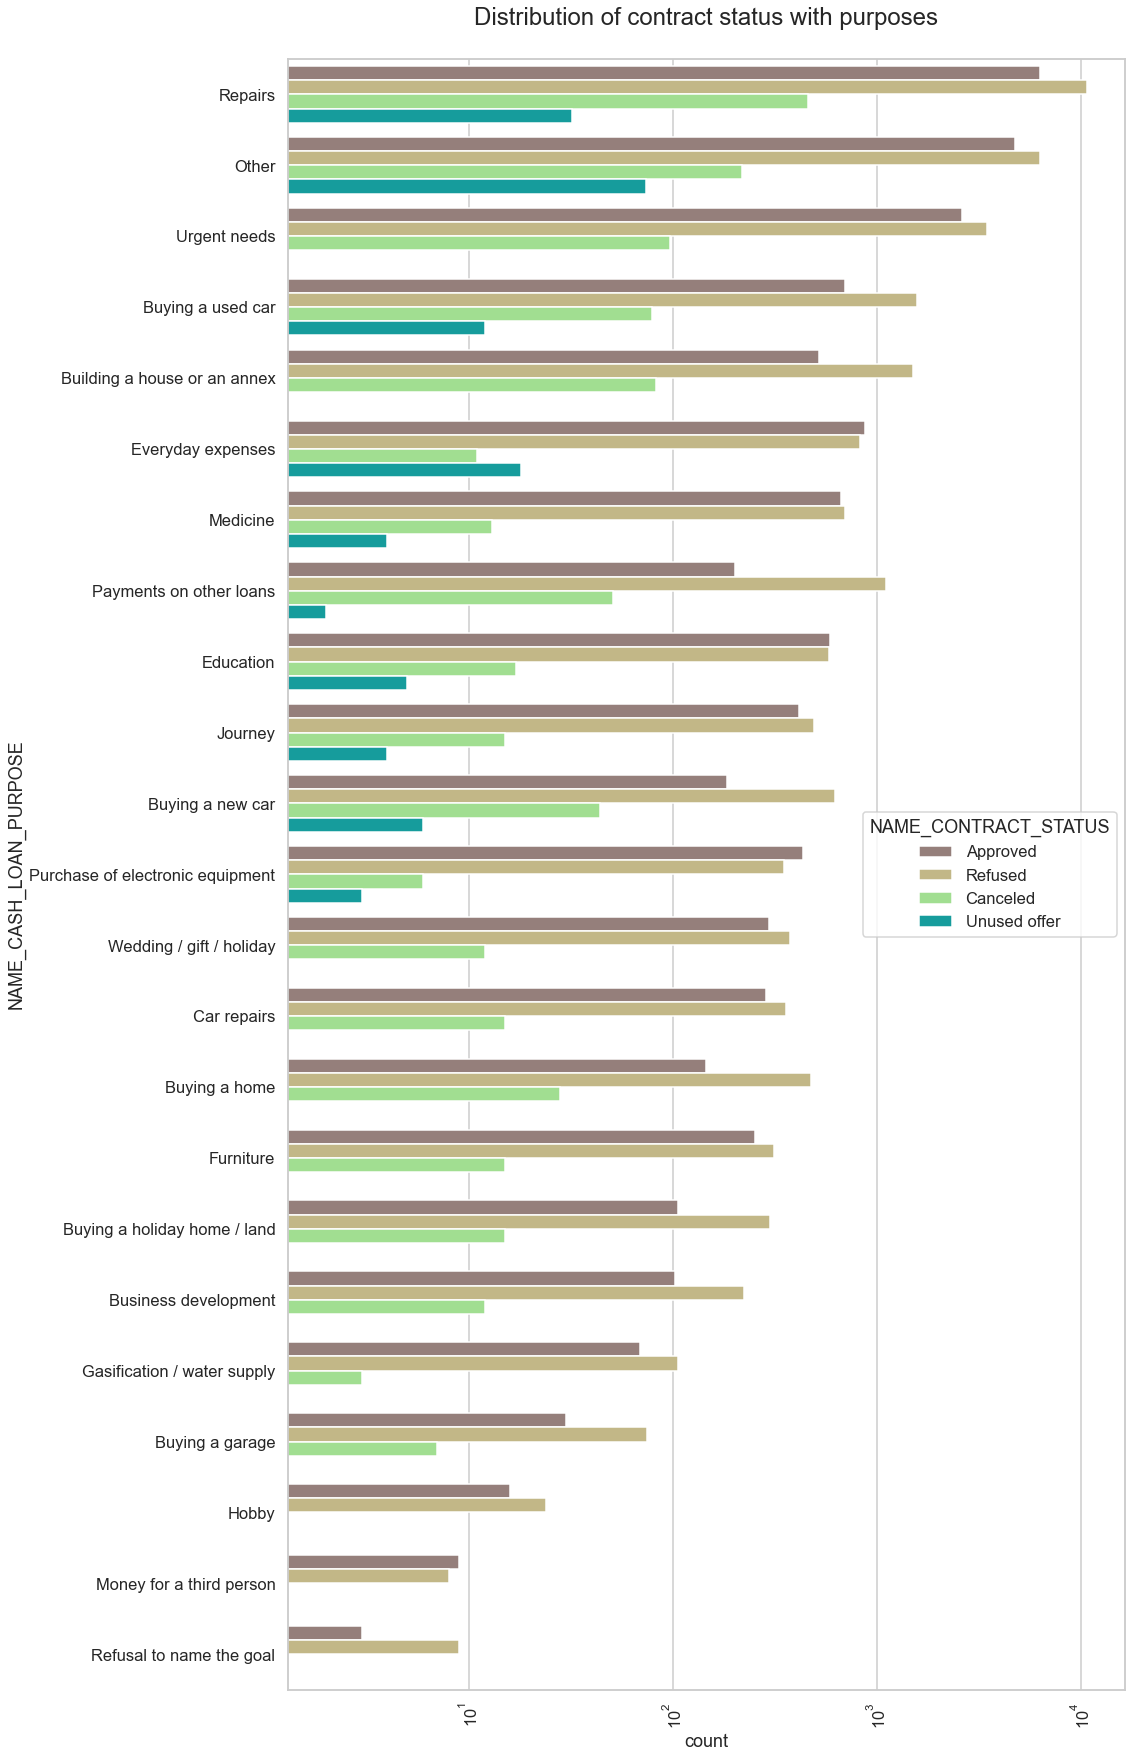 Distribution of contract status with purposes
NAME_CASH_LOAN_PURPOSE
Repairs
Other
Urgent needs
Buying a used car
Building a house or an annex
Everyday expenses
Medicine
Payments on other loans
Education
Journey
Buying a new car
Purchase of electronic equipment
Wedding / gift / holiday
Car repairs
Buying a home
Furniture
Buying a holiday home / land
Business development
Gasification / water supply
Buying a garage
Hobby
Money for a third person
Refusal to name the goal
NAME_CONTRACT_STATUS
Approved
Refused
Canceled
Unused offer
10¹
10²
10³
10⁴
count